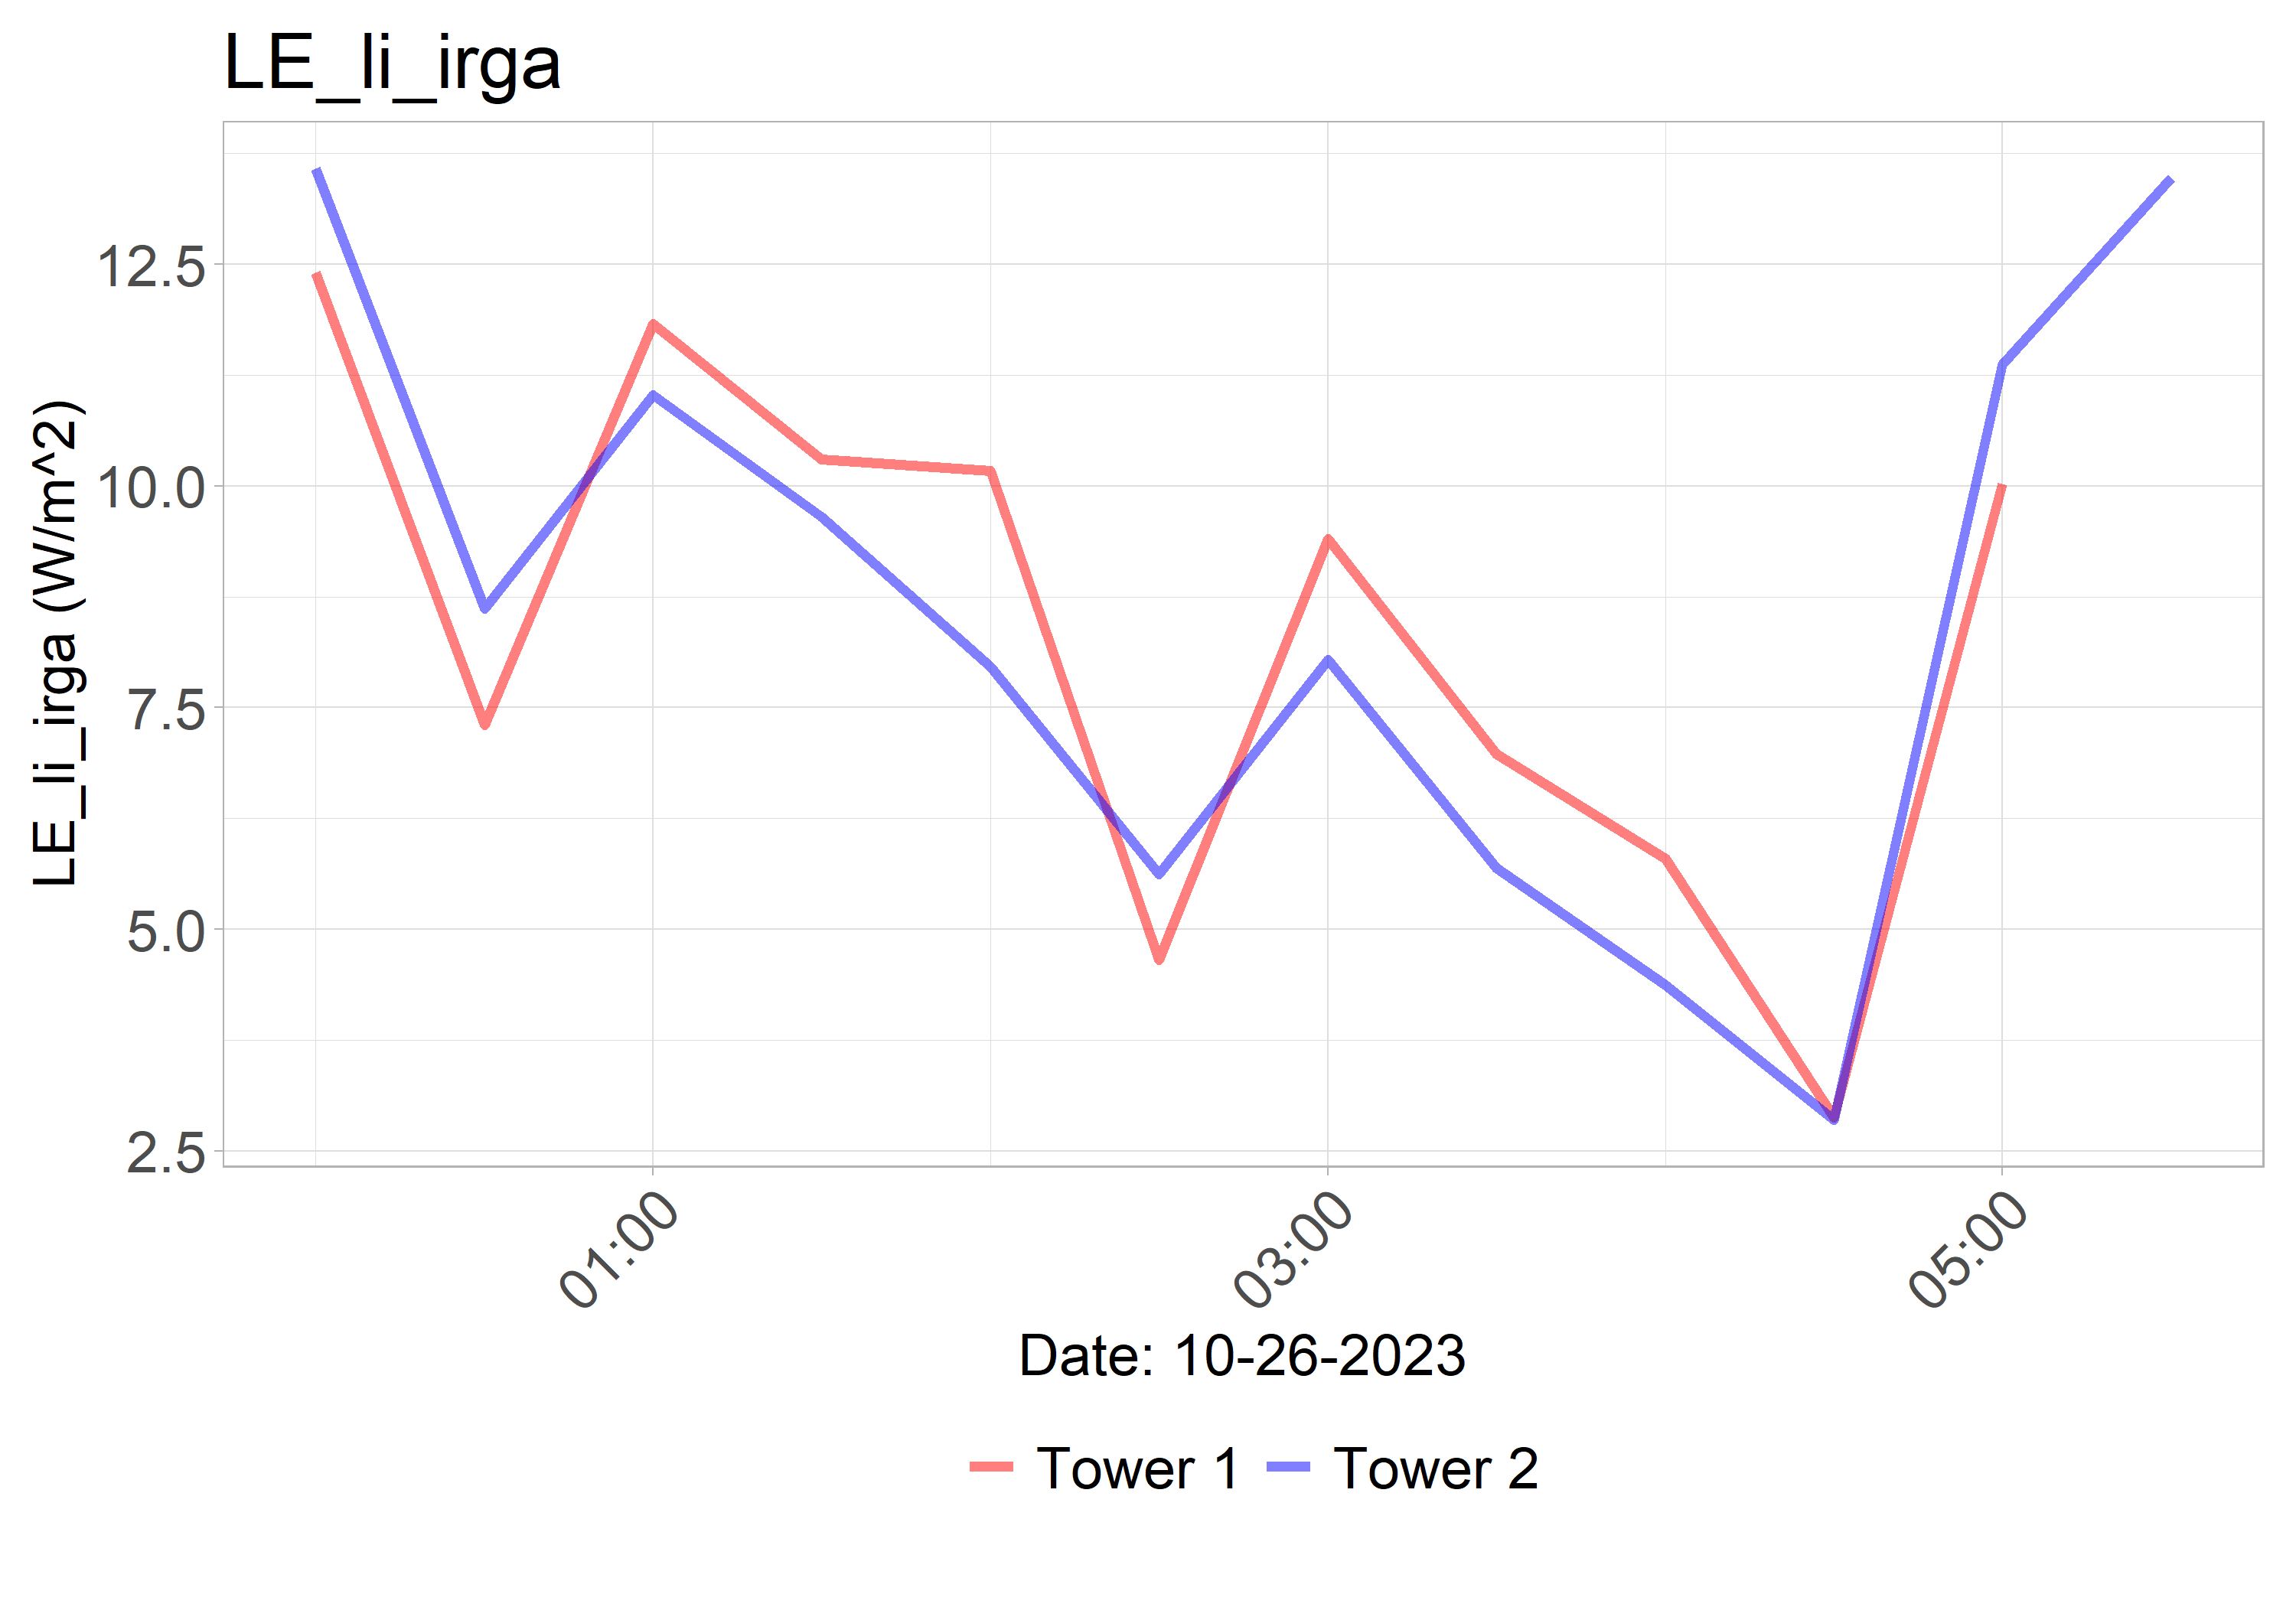 LE_li_irga
LE_li_irga (W/m^2)
12.5
10.0
7.5
5.0
2.5
01:00
03:00
05:00
Date: 10-26-2023
Tower 1
Tower 2